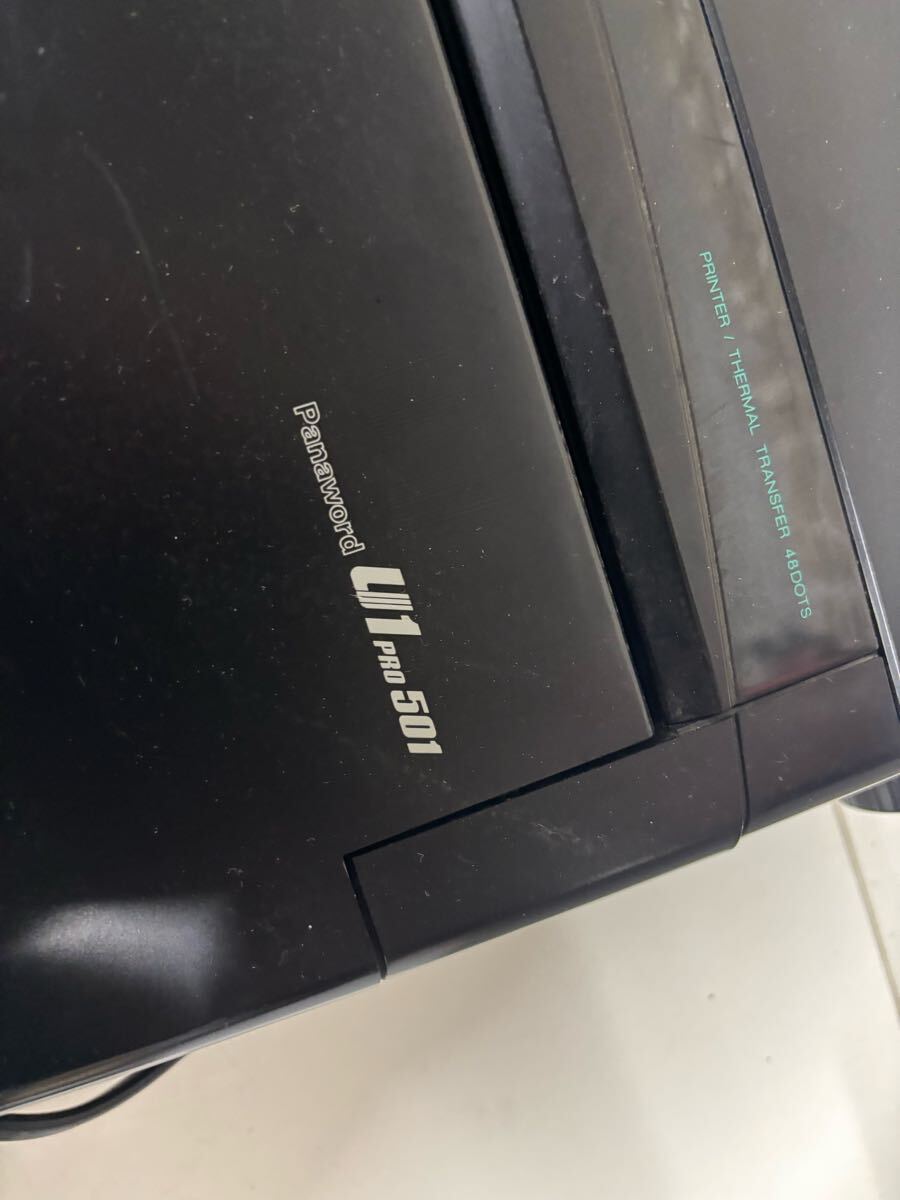 PRINTER / THERMAL TRANSFER 48DOTS
Panaword U1 PRO 501